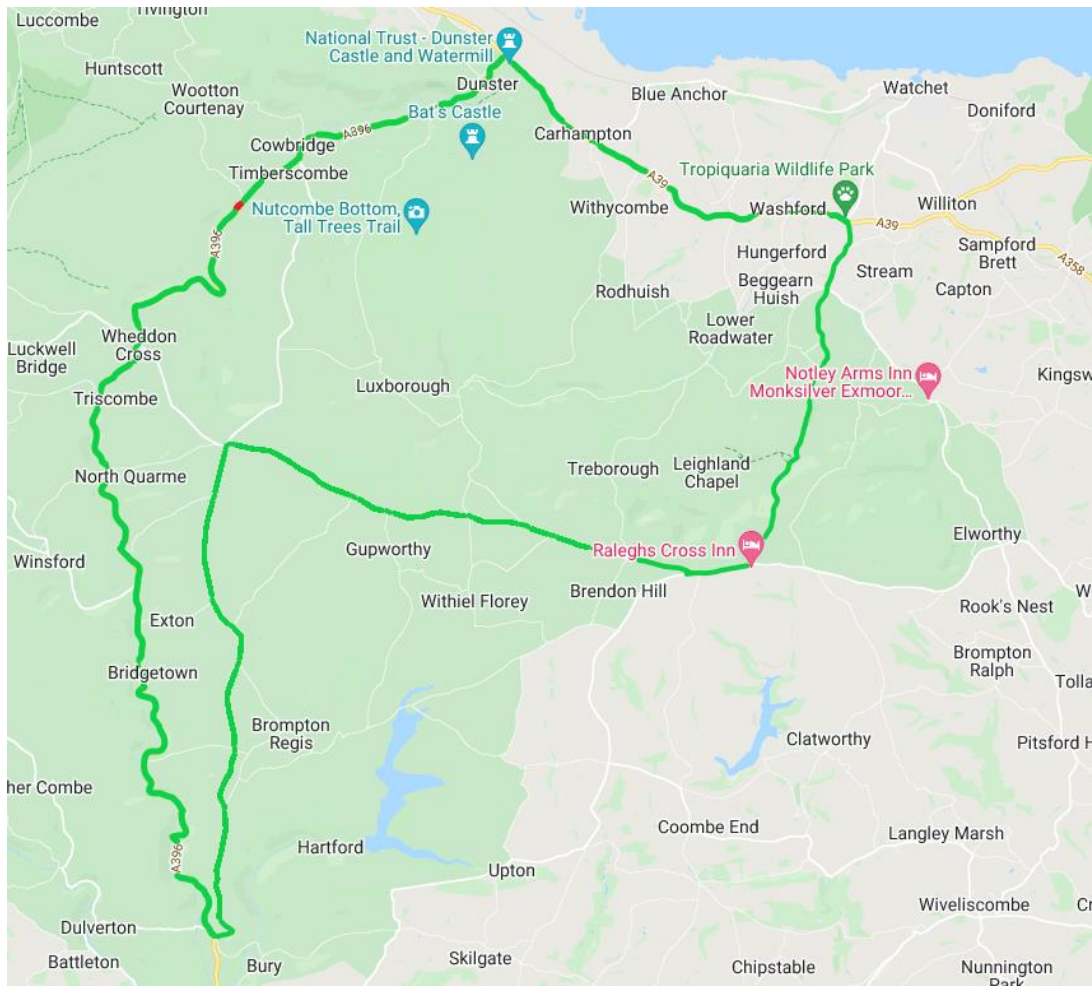 Tivington
Luccombe
National Trust - Dunster
Castle and Watermill
Huntscott
Wootton
Courtenay
Dunster
Blue Anchor
Watchet
Doniford
Bat's Castle
A396
Carhampton
Cowbridge
Timberscombe
Tropiquaria Wildlife Park
A39
Nutcombe Bottom,
Tall Trees Trail
Withycombe
Washford
Williton
A39
A396
Hungerford
Sampford
Brett
Stream
A358
Beggearn
Huish
Capton
Rodhuish
Lower
Roadwater
Wheddon
Cross
Luckwell
Bridge
Notley Arms Inn
Monksilver Exmoor...
Kingsw
Luxborough
Triscombe
North Quarme
Treborough
Leighland
Chapel
Elworthy
Winsford
Gupworthy
Raleghs Cross Inn
Brendon Hill
Withiel Florey
Rook's Nest
W
Exton
Bridgetown
Brompton
Ralph
Tolla
Brompton
Regis
Clatworthy
Pitsford H
her Combe
Coombe End
Langley Marsh
Hartford
A396
Upton
Wiveliscombe
Cr
Dulverton
Battleton
Bury
Skilgate
Chipstable
Nunnington
Park